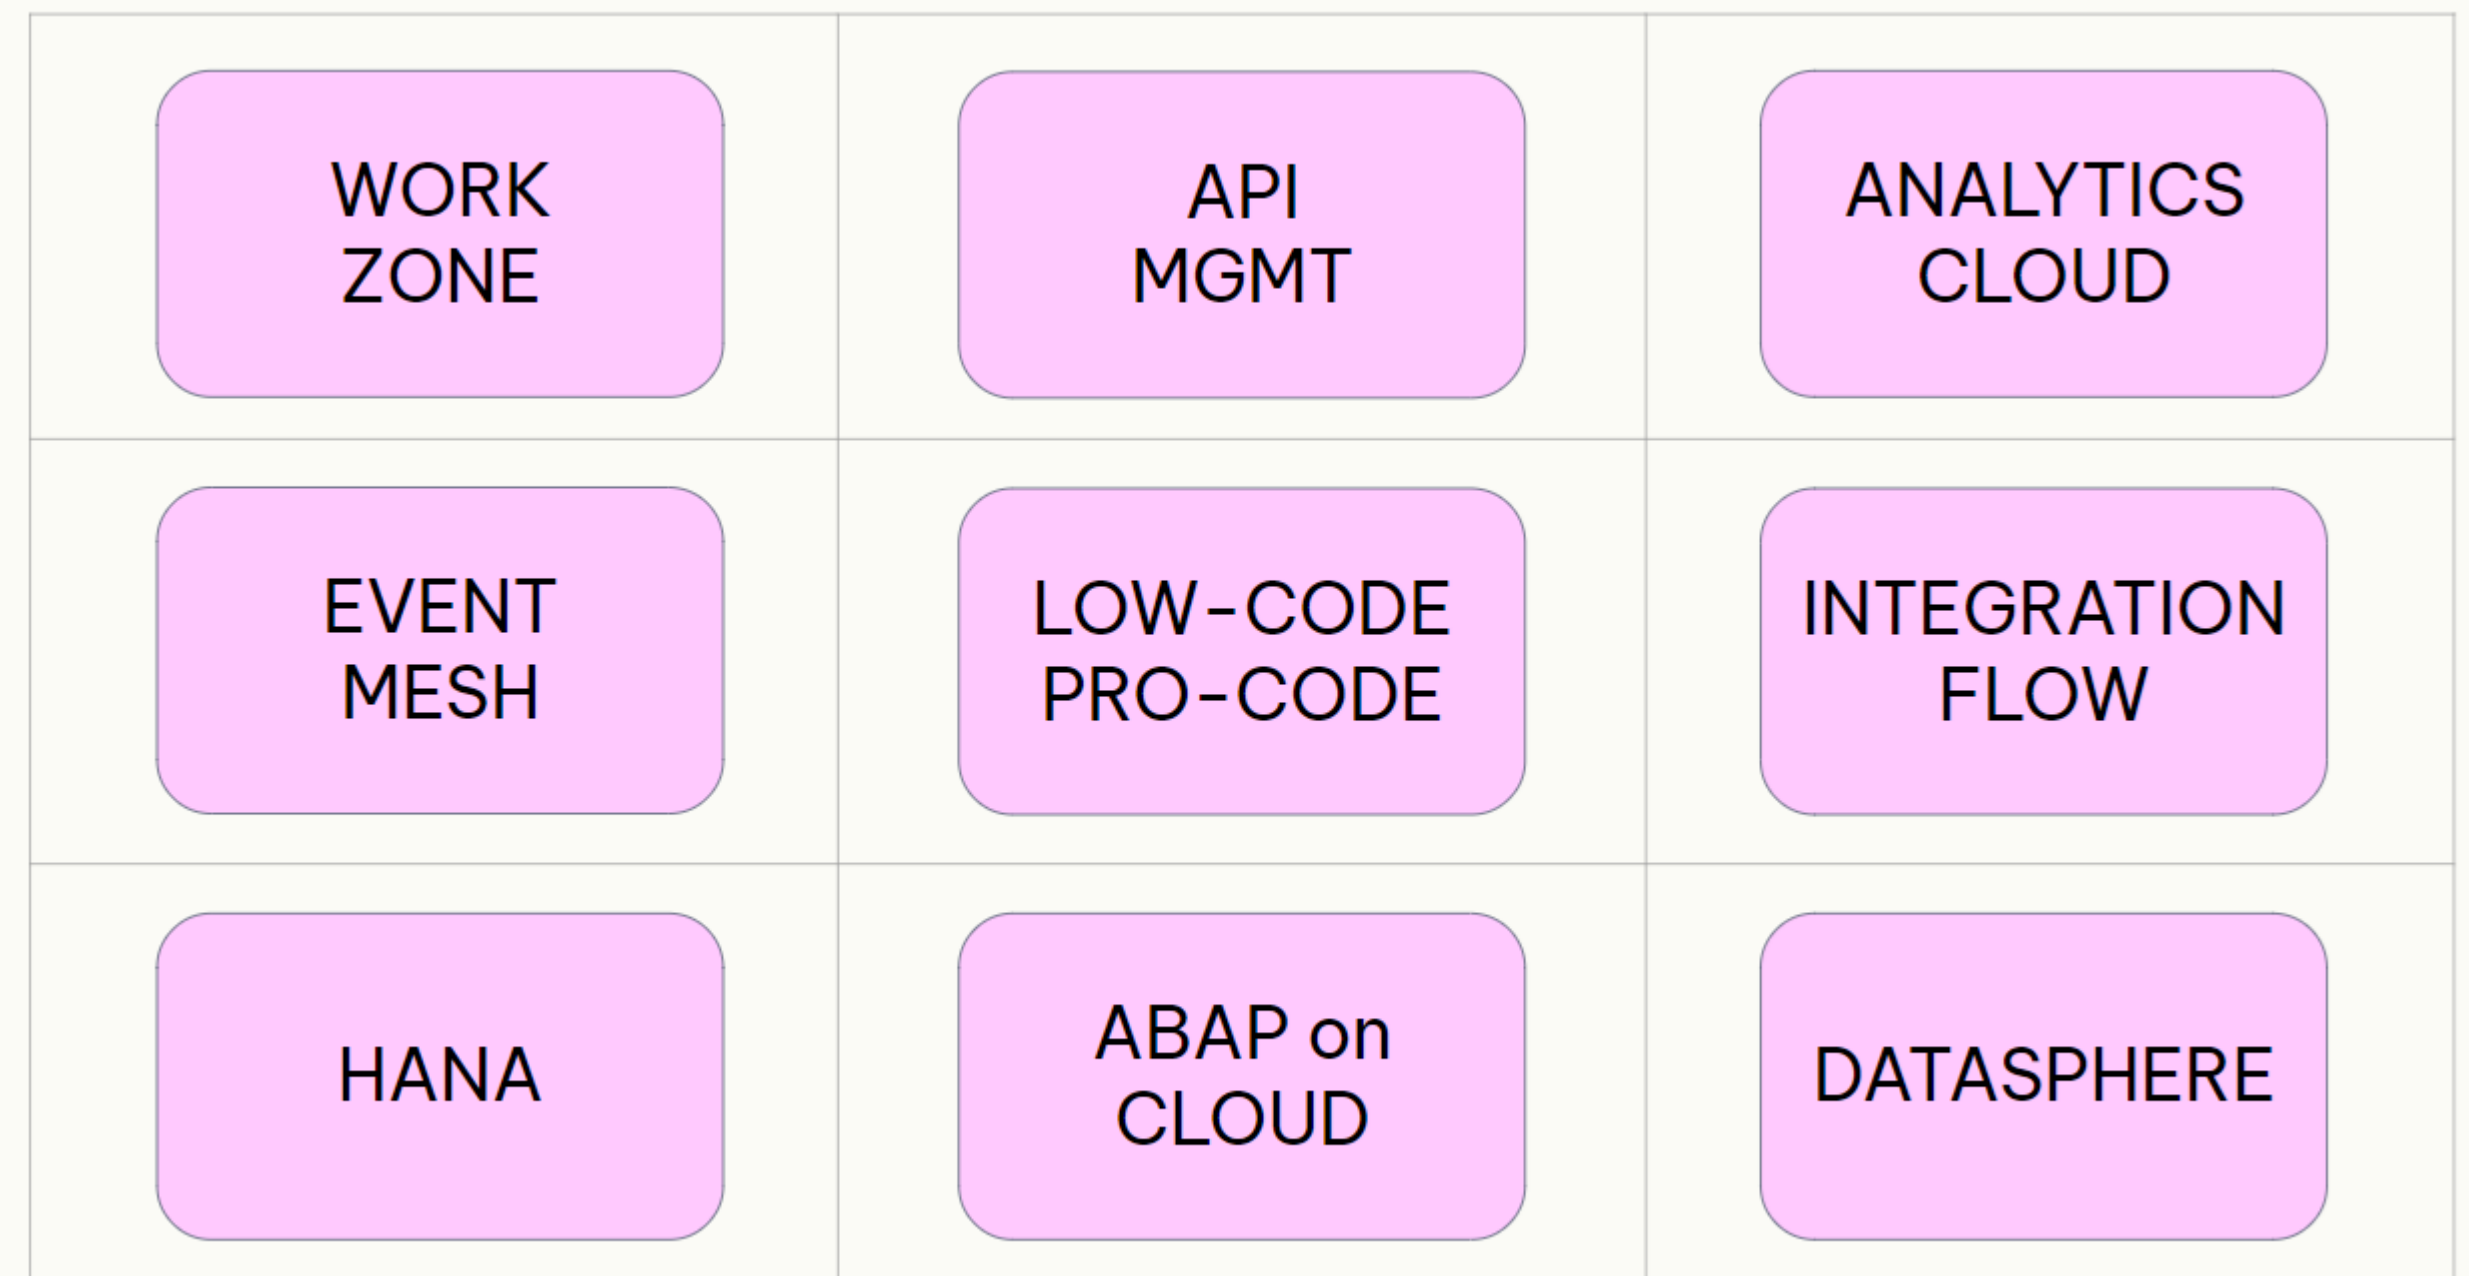 WORK
ZONE
API
MGMT
ANALYTICS
CLOUD
EVENT
MESH
LOW-CODE
PRO-CODE
INTEGRATION
FLOW
HANA
ABAP on
CLOUD
DATASPHERE